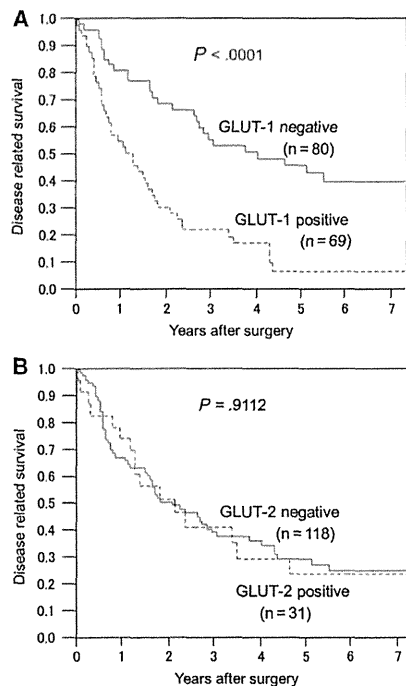 A
Disease related survival
1.0
0.9
0.8
0.7
0.6
0.5
0.4
0.3
0.2
0.1
0.0
P < .0001
GLUT-1 negative
(n = 80)
GLUT-1 positive
(n = 69)
0 1 2 3 4 5 6 7
Years after surgery
B
Disease related survival
1.0
0.9
0.8
0.7
0.6
0.5
0.4
0.3
0.2
0.1
0.0
P = .9112
GLUT-2 negative
(n = 118)
GLUT-2 positive
(n = 31)
0 1 2 3 4 5 6 7
Years after surgery